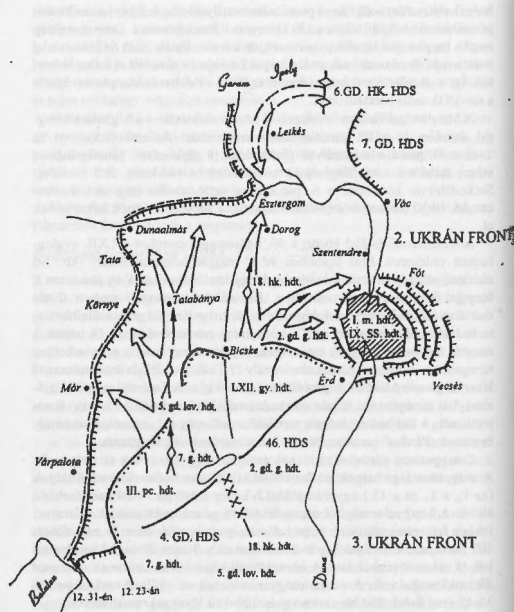 Garam
Ipoly
6.GD. HK. HDS
Leikés
7. GD. HDS
Esztergom
Vác
Dunaalmás
Dorog
Szentendre
2. UKRÁN FRONT
Tata
18. hk. hdt.
Fót
Környe
Tatabánya
I. m. hdt.
IX. SS. hdt.
2. gd. g. hdt.
Bicske
Vecsés
LXII. gy. hdt.
Érd
Mór
5. gd. lov. hdt.
46. HDS
Várpalota
7. g. hdt.
2. gd. g. hdt.
III. pc. hdt.
4. GD. HDS
3. UKRÁN FRONT
18. hk. hdt.
7. g. hdt.
Duna
Balaton
5. gd. lov. hdt.
12. 31-én
12. 23-án